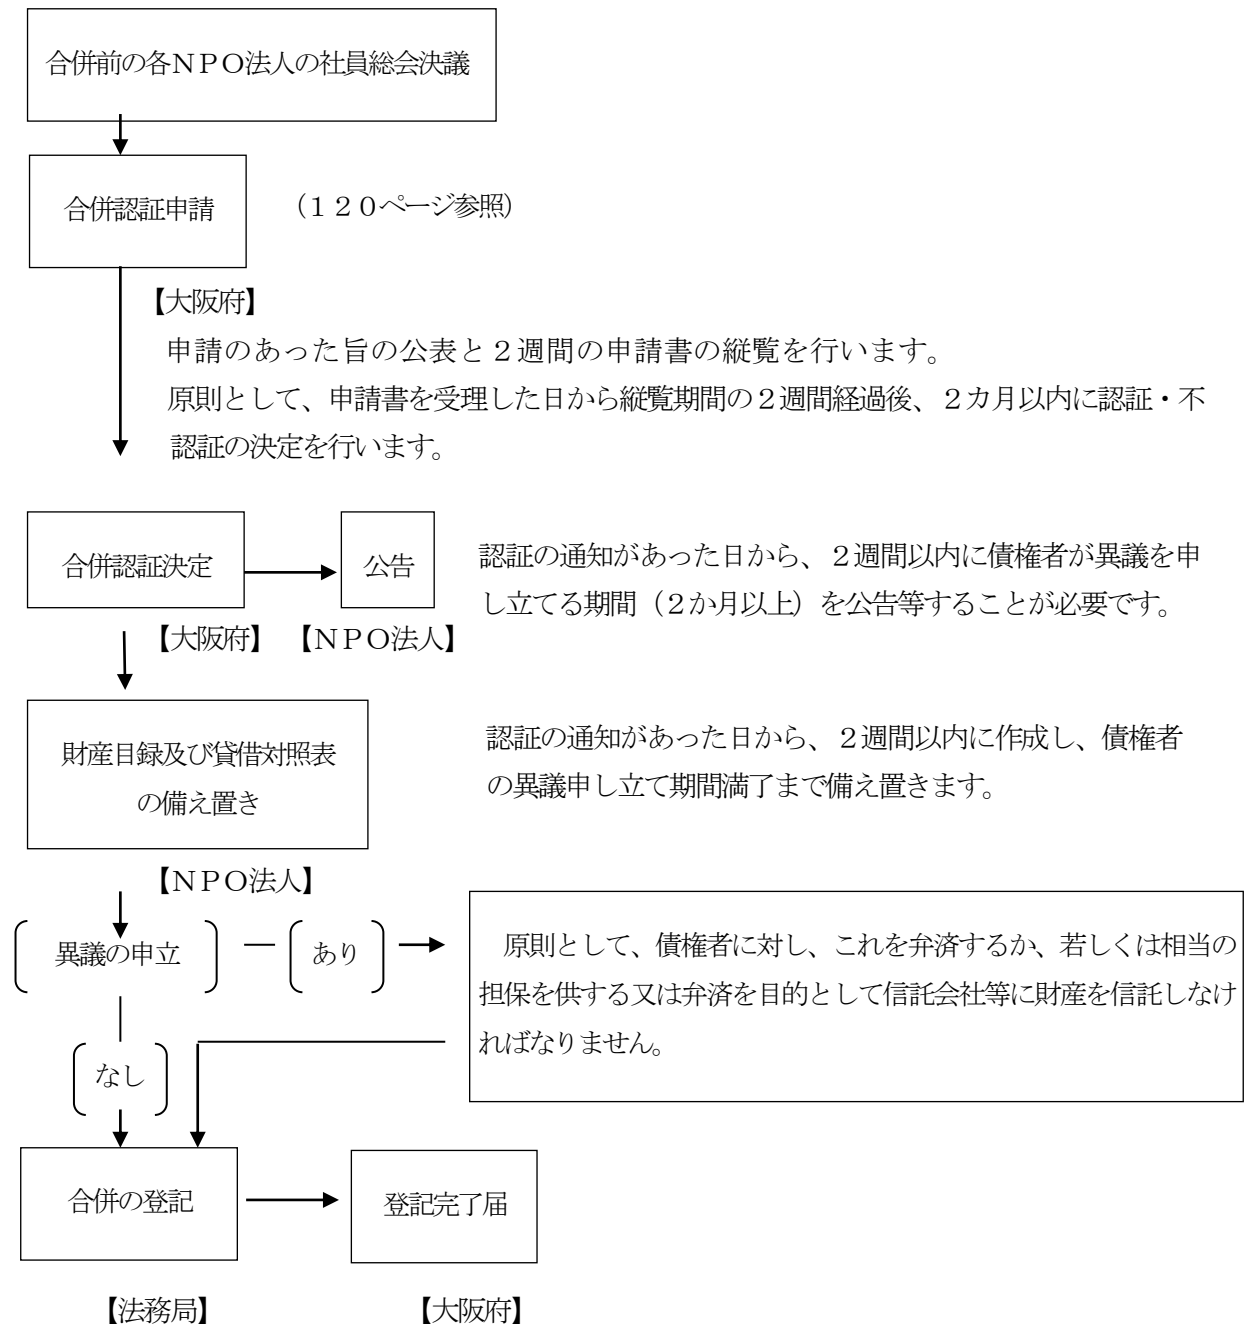 合併前の各ＮＰＯ法人の社員総会決議
合併認証申請
（１２０ページ参照）
【大阪府】
申請のあった旨の公表と２週間の申請書の縦覧を行います。
原則として、申請書を受理した日から縦覧期間の２週間経過後、２カ月以内に認証・不
認証の決定を行います。
合併認証決定
公告
認証の通知があった日から、２週間以内に債権者が異議を申
し立てる期間（２か月以上）を公告等することが必要です。
【大阪府】
【ＮＰＯ法人】
財産目録及び貸借対照表
の備え置き
認証の通知があった日から、２週間以内に作成し、債権者
の異議申し立て期間満了まで備え置きます。
【ＮＰＯ法人】
異議の申立
あり
原則として、債権者に対し、これを弁済するか、若しくは相当の
担保を供する又は弁済を目的として信託会社等に財産を信託しなけ
ればなりません。
なし
合併の登記
登記完了届
【法務局】
【大阪府】